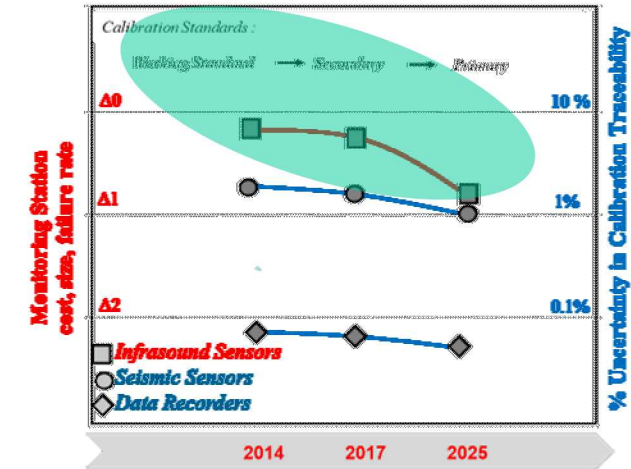 Calibration Standards :
Working Standard → Secondary → Primary
Δ0
10 %
Δ1
1%
Δ2
0.1%
Infrasound Sensors
Seismic Sensors
Data Recorders
Monitoring Station
cost, size, failure rate
% Uncertainty in Calibration Traceability
2014
2017
2025